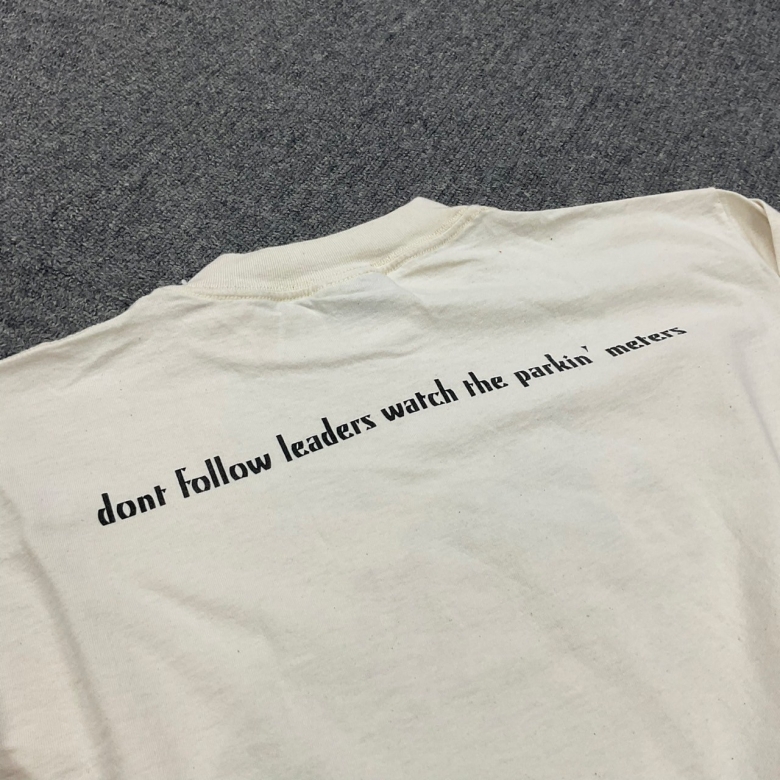 dont follow leaders watch the parkin' meters